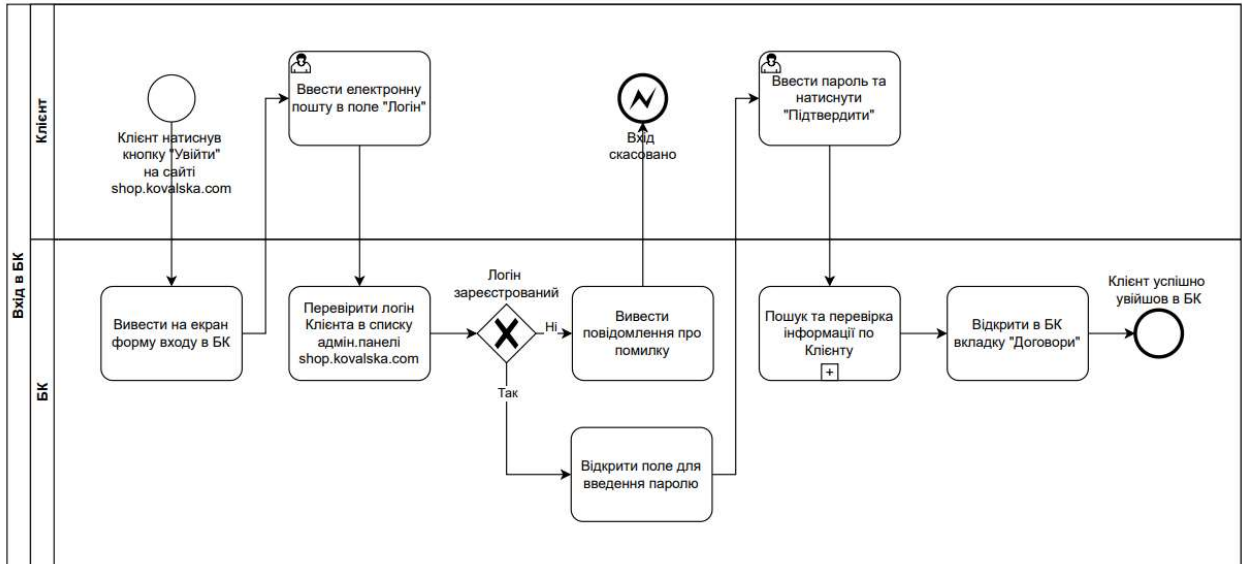 Вхід в БК
Клієнт
Клієнт натиснув
кнопку "Увійти"
на сайті
shop.kovalska.com
Ввести електронну
пошту в поле "Логін"
Вхід
скасовано
Ввести пароль та
натиснути
"Підтвердити"
БК
Вивести на екран
форму входу в БК
Перевірити логін
Клієнта в списку
адмін.панелі
shop.kovalska.com
Логін
зареєстрований
Ні
Так
Вивести
повідомлення про
помилку
Відкрити поле для
введення паролю
Пошук та перевірка
інформації по
Клієнту
Відкрити в БК
вкладку "Договори"
Клієнт успішно
увійшов в БК